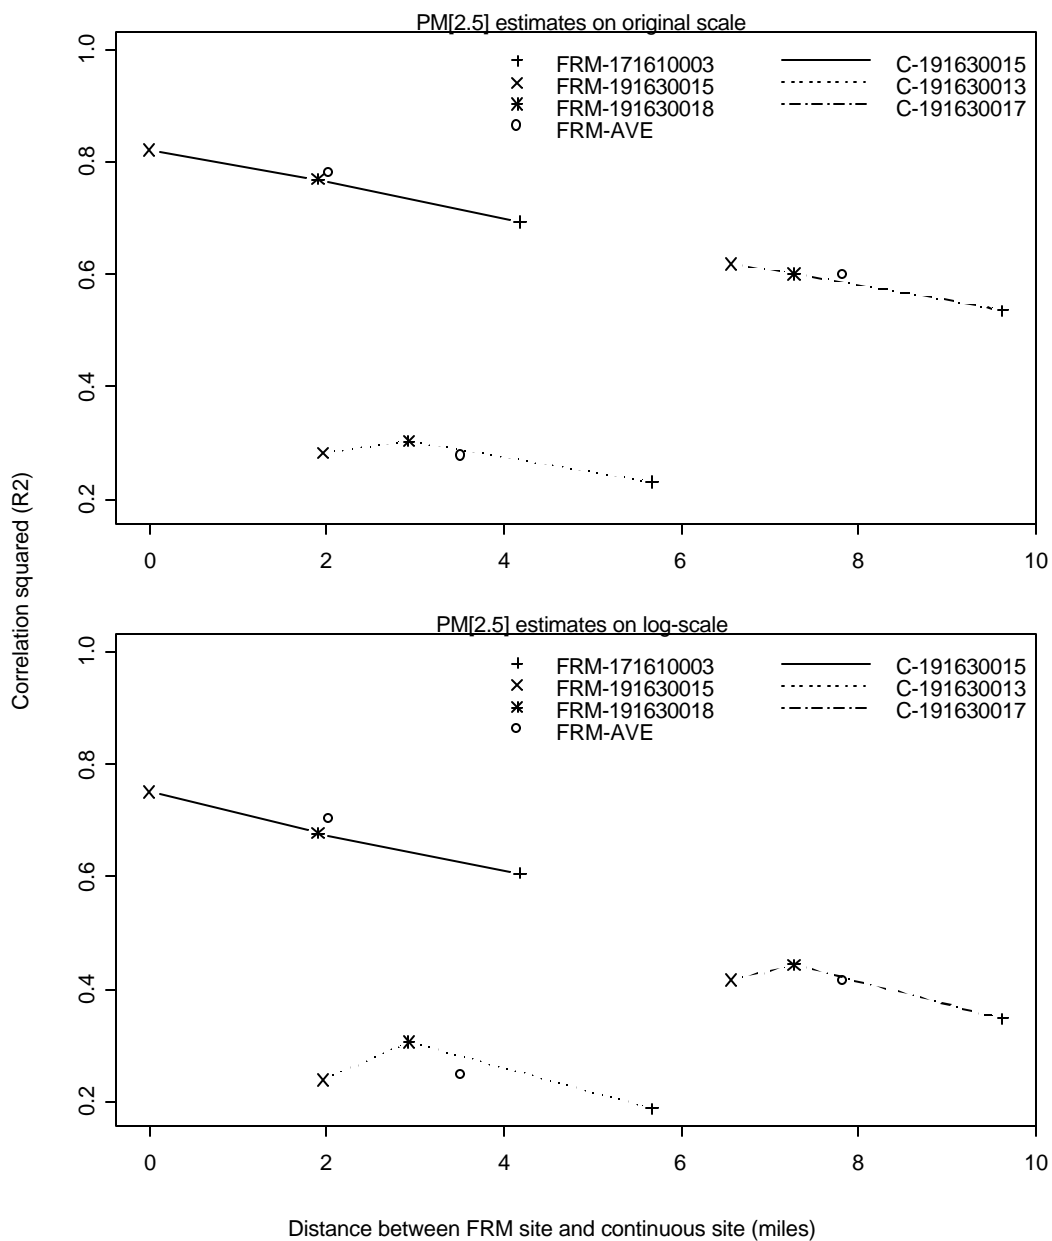 PM[2.5] estimates on original scale
FRM-171610003 C-191630015
FRM-191630015 C-191630013
FRM-191630018 C-191630017
FRM-AVE
1.0
0.8
0.6
0.4
0.2
0 2 4 6 8 10
Correlation squared (R2)
PM[2.5] estimates on log-scale
FRM-171610003 C-191630015
FRM-191630015 C-191630013
FRM-191630018 C-191630017
FRM-AVE
1.0
0.8
0.6
0.4
0.2
0 2 4 6 8 10
Distance between FRM site and continuous site (miles)